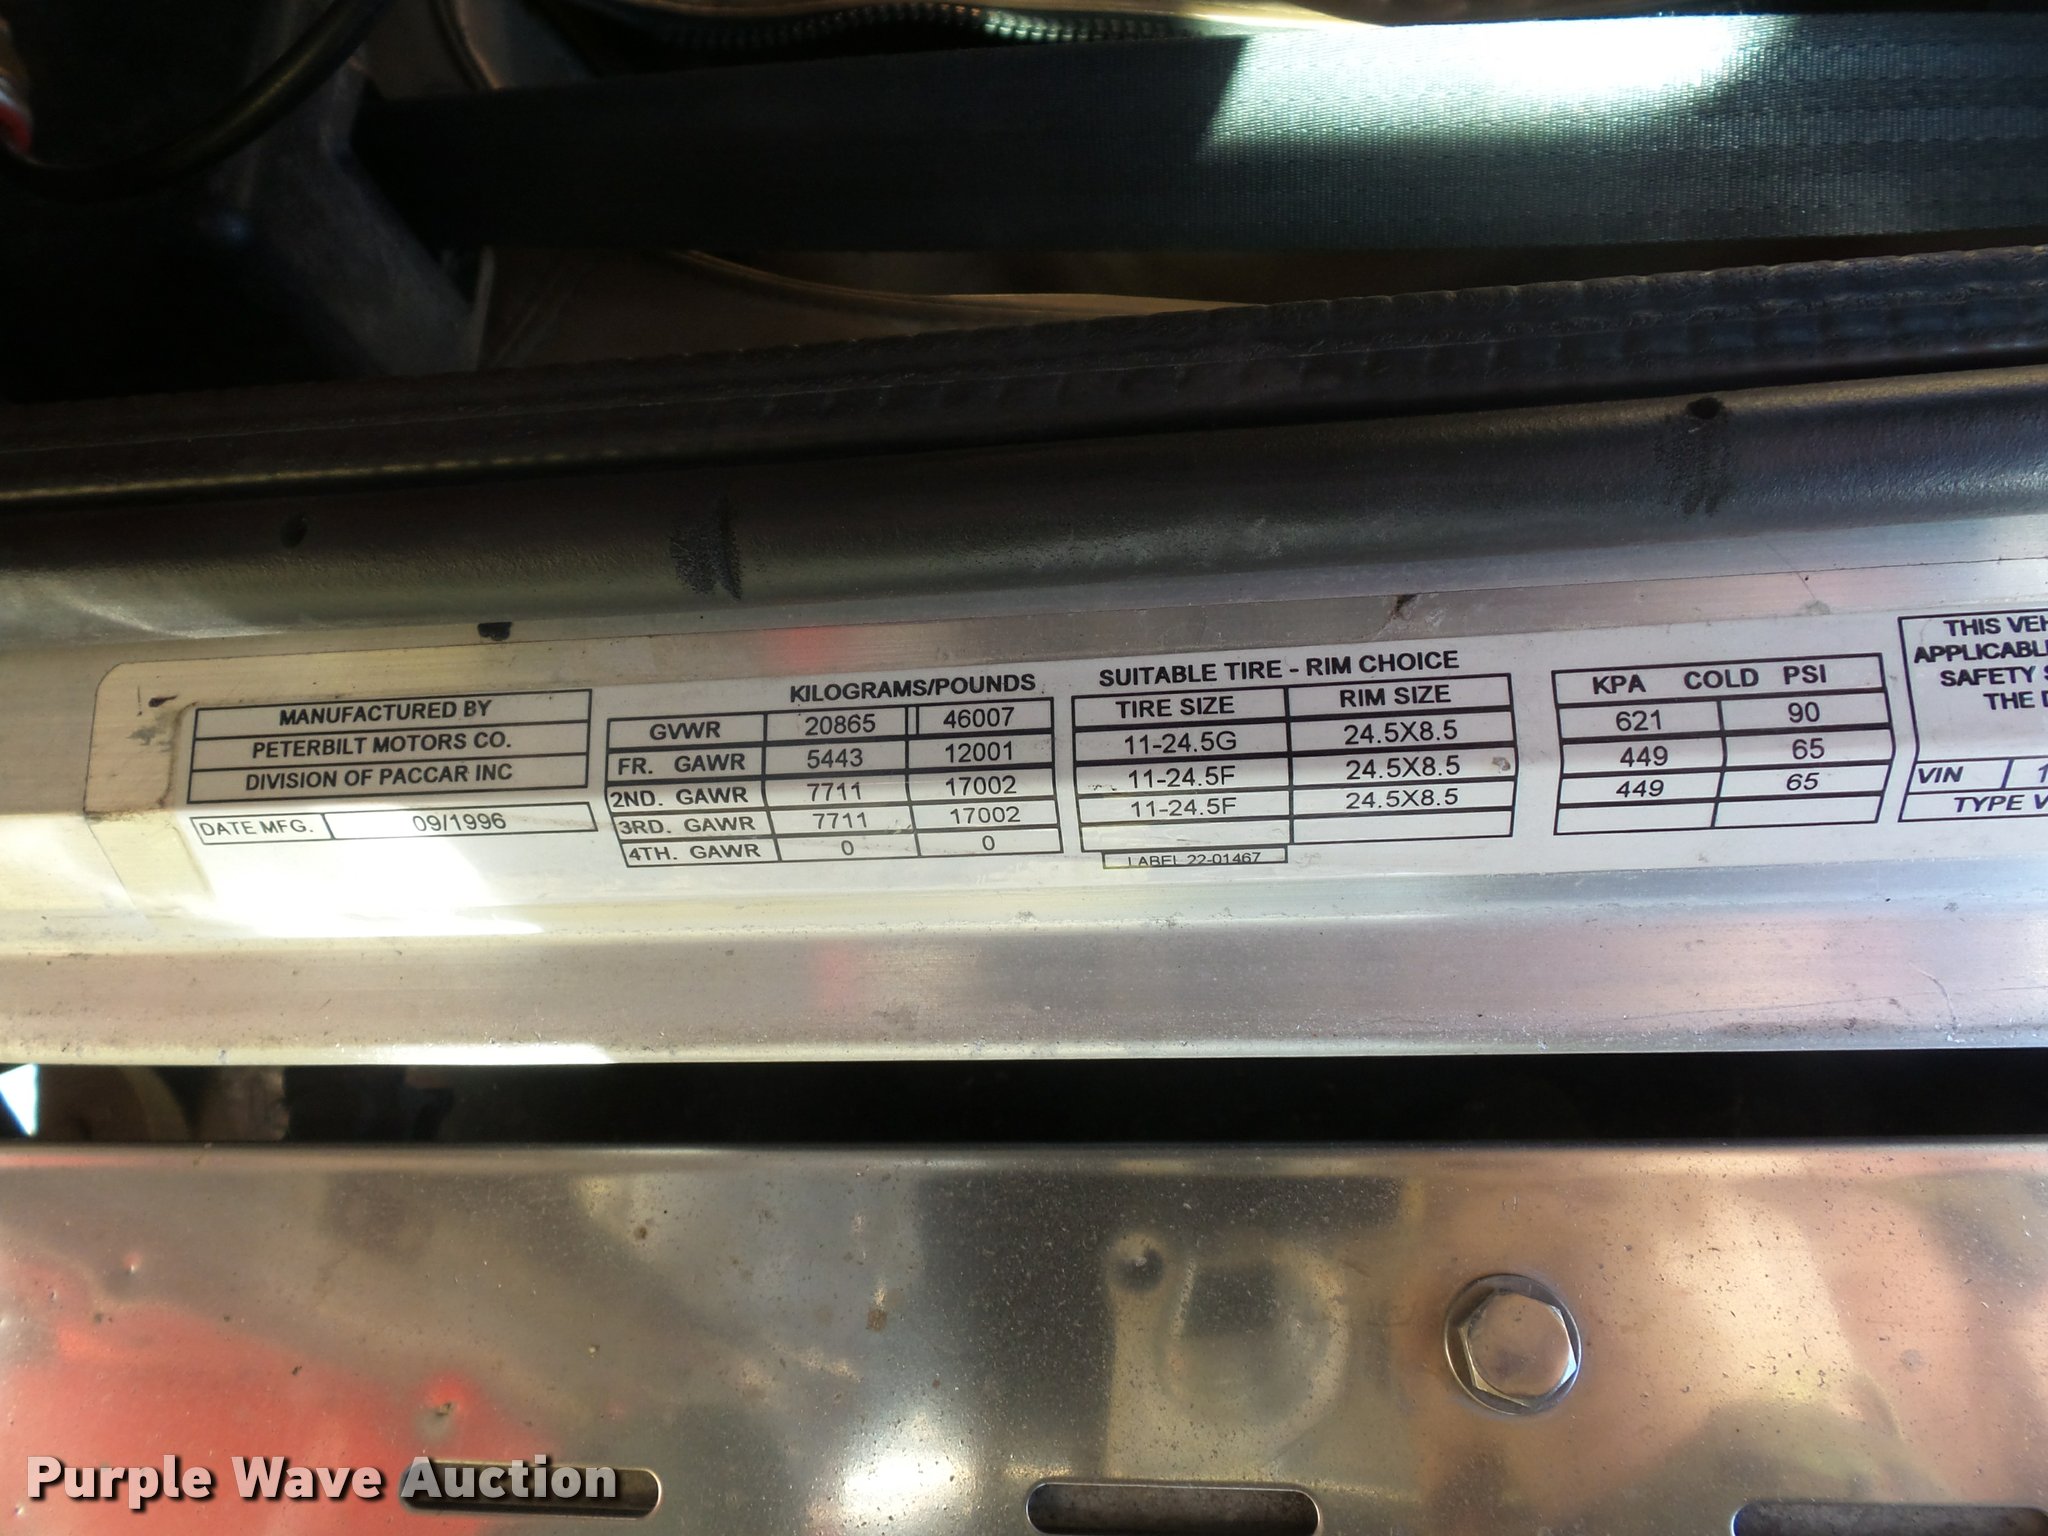 MANUFACTURED BY
PETERBILT MOTORS CO.
DIVISION OF PACCAR INC
DATE MFG. 09/1996
KILOGRAMS/POUNDS
GVWR 20865 46007
FR. GAWR 5443 12001
2ND. GAWR 7711 17002
3RD. GAWR 7711 17002
4TH. GAWR 0 0
SUITABLE TIRE - RIM CHOICE
TIRE SIZE RIM SIZE
11-24.5G 24.5X8.5
11-24.5F 24.5X8.5
11-24.5F 24.5X8.5
LABEL 22-01467
KPA COLD PSI
621 90
449 65
449 65
THIS VEH
APPLICABL
SAFETY S
THE D
VIN 1
TYPE V
Purple Wave Auction